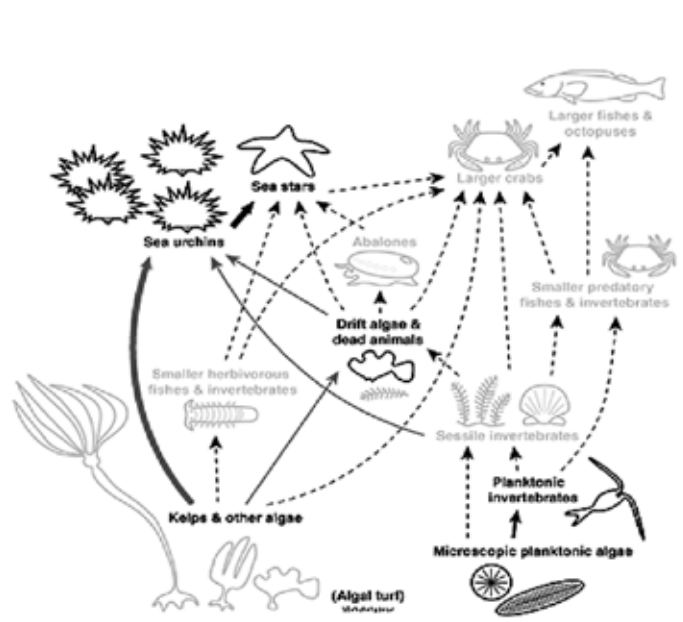 Larger fishes &
octopuses
Larger crabs
Sea stars
Sea urchins
Abalones
Smaller predatory
fishes & invertebrates
Drift algae &
dead animals
Smaller herbivorous
fishes & invertebrates
Sessile invertebrates
Planktonic
invertebrates
Kelps & other algae
Microscopic planktonic algae
(Algal turf)